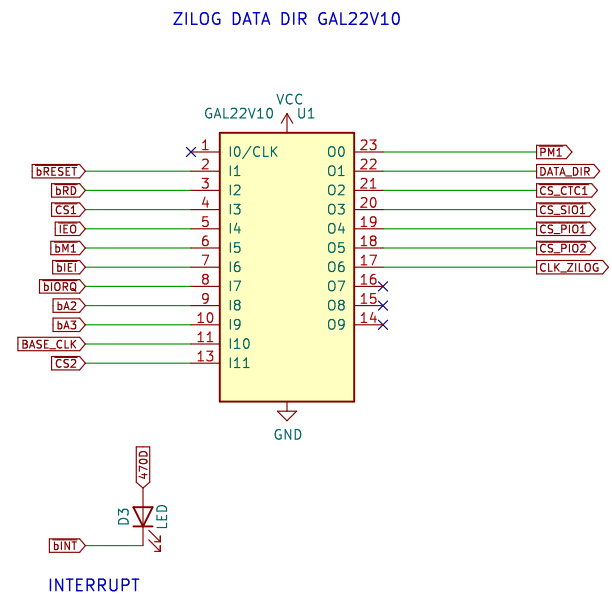 ZILOG DATA DIR GAL22V10
VCC
GAL22V10 U1
1 I0/CLK O0 23 PM1
bRESET 2 I1 O1 22 DATA_DIR
bRD 3 I2 O2 21 CS_CTC1
CS1 4 I3 O3 20 CS_SIO1
IEO 5 I4 O4 19 CS_PIO1
bM1 6 I5 O5 18 CS_PIO2
bIEI 7 I6 O6 17 CLK_ZILOG
bIORQ 8 I7 O7 16
bA2 9 I8 O8 15
bA3 10 I9 O9 14
BASE_CLK 11 I10
CS2 13 I11
GND
470D
D3 LED
bINT
INTERRUPT